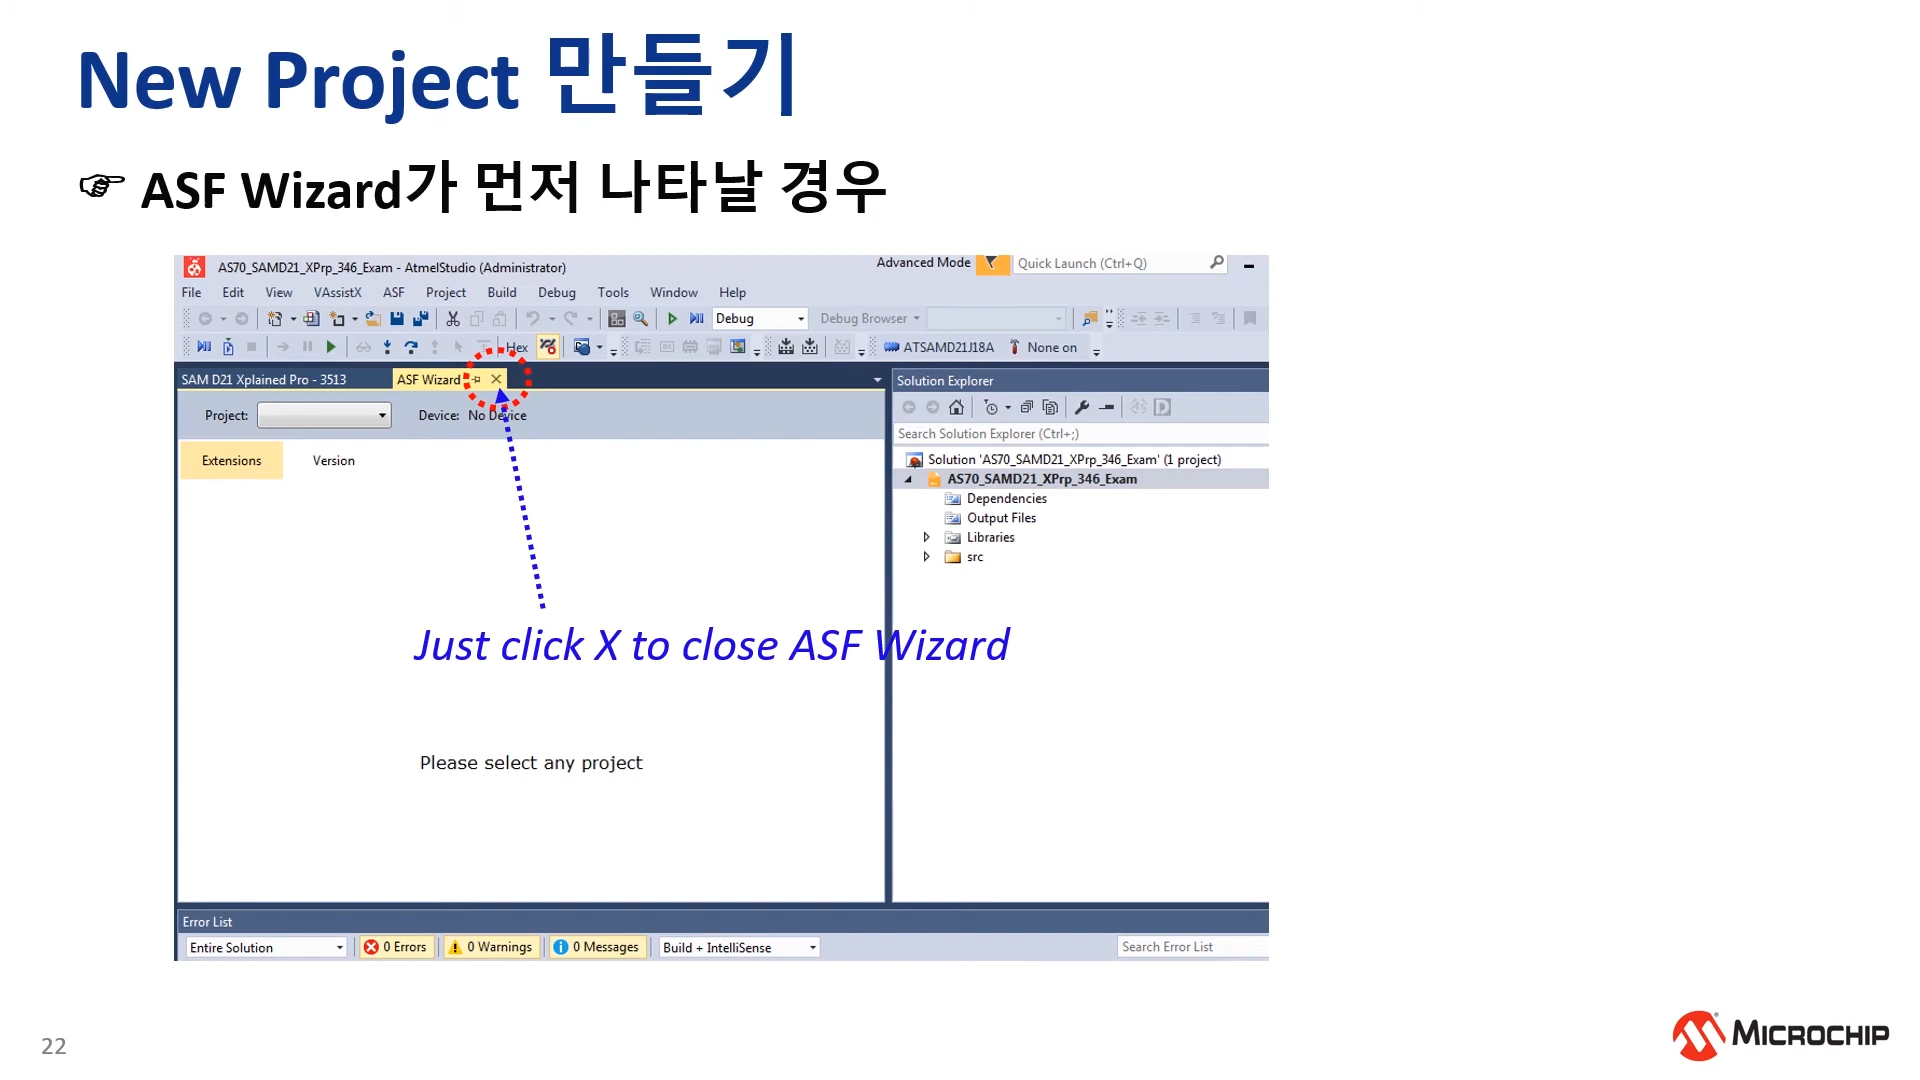 New Project 만들기
☞ ASF Wizard가 먼저 나타날 경우
AS70_SAMD21_XPrp_346_Exam - AtmelStudio (Administrator)
Advanced Mode
Quick Launch (Ctrl+Q)
File Edit View VAssistX ASF Project Build Debug Tools Window Help
Debug
Debug Browser
Hex
ATSAMD21J18A
None on
SAM D21 Xplained Pro - 3513
ASF Wizard
Project:
Device: No Device
Extensions
Version
Just click X to close ASF Wizard
Please select any project
Solution Explorer
Search Solution Explorer (Ctrl+;)
Solution 'AS70_SAMD21_XPrp_346_Exam' (1 project)
AS70_SAMD21_XPrp_346_Exam
Dependencies
Output Files
Libraries
src
Error List
Entire Solution
0 Errors
0 Warnings
0 Messages
Build + IntelliSense
Search Error List
22
MICROCHIP